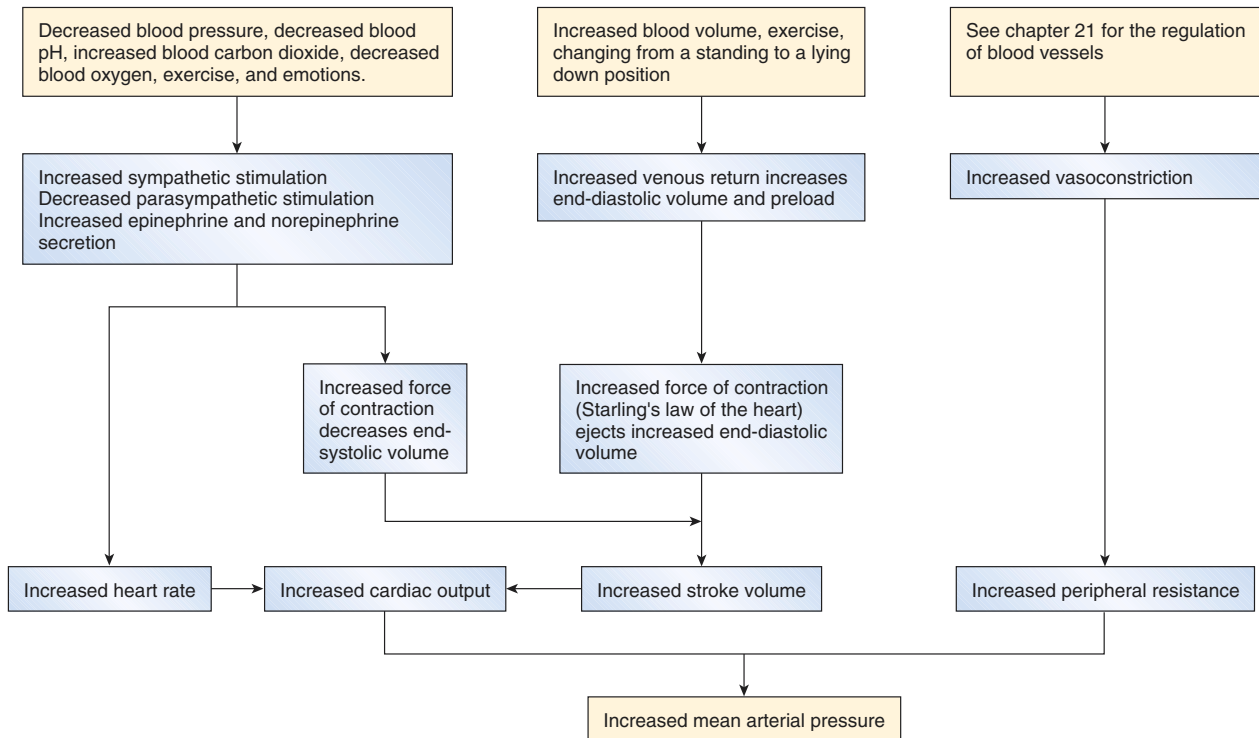 Decreased blood pressure, decreased blood
pH, increased blood carbon dioxide, decreased
blood oxygen, exercise, and emotions.
Increased blood volume, exercise,
changing from a standing to a lying
down position
See chapter 21 for the regulation
of blood vessels
Increased sympathetic stimulation
Decreased parasympathetic stimulation
Increased epinephrine and norepinephrine
secretion
Increased venous return increases
end-diastolic volume and preload
Increased vasoconstriction
Increased force
of contraction
decreases end-
systolic volume
Increased force of contraction
(Starling's law of the heart)
ejects increased end-diastolic
volume
Increased heart rate
Increased cardiac output
Increased stroke volume
Increased peripheral resistance
Increased mean arterial pressure